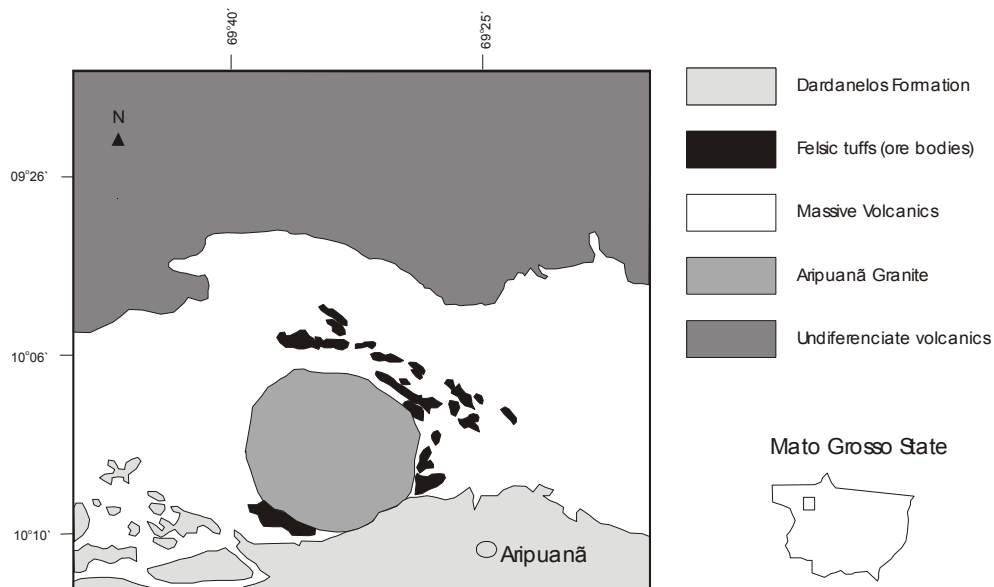 69°40'
69°25'
N
09°26'
10°06'
10°10'
Aripuanã
Dardanelos Formation
Felsic tuffs (ore bodies)
Massive Volcanics
Aripuanã Granite
Undiferenciate volcanics
Mato Grosso State